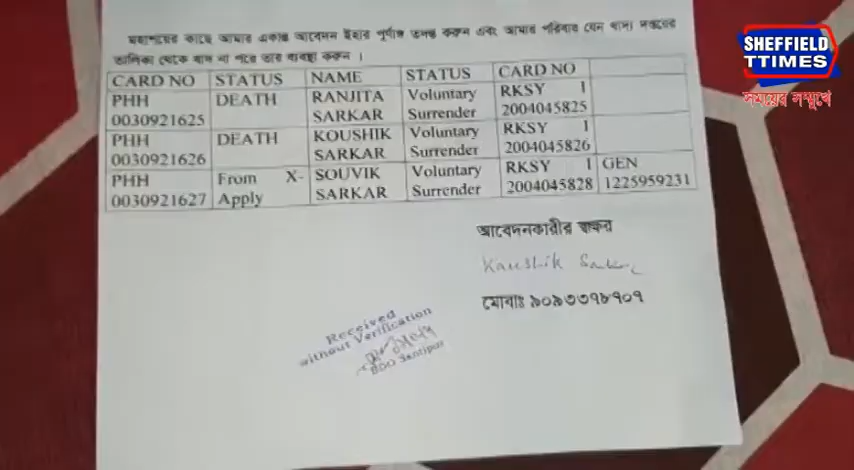 মহাশয়ের কাছে আমার একান্ত আবেদন ইহার পূর্ণাঙ্গ তদন্ত করুন এবং আমার পরিবার যেন খাদ্য দপ্তরের
তালিকা থেকে বাদ না পরে তার ব্যবস্থা করুন ।
CARD NO STATUS NAME STATUS CARD NO
PHH DEATH RANJITA Voluntary RKSY I
0030921625 SARKAR Surrender 2004045825
PHH DEATH KOUSHIK Voluntary RKSY I
0030921626 SARKAR Surrender 2004045826
PHH From X- SOUVIK Voluntary RKSY I GEN
0030921627 Apply SARKAR Surrender 2004045828 1225959231
আবেদনকারীর স্বাক্ষর
Kaushik Sarkar
মোবাঃ ৯০৯৩৩৭৮৭০৭
Received
without Verification
BDO Santipur
SHEFFIELD
TTIMES
সময়ের সম্মুখে